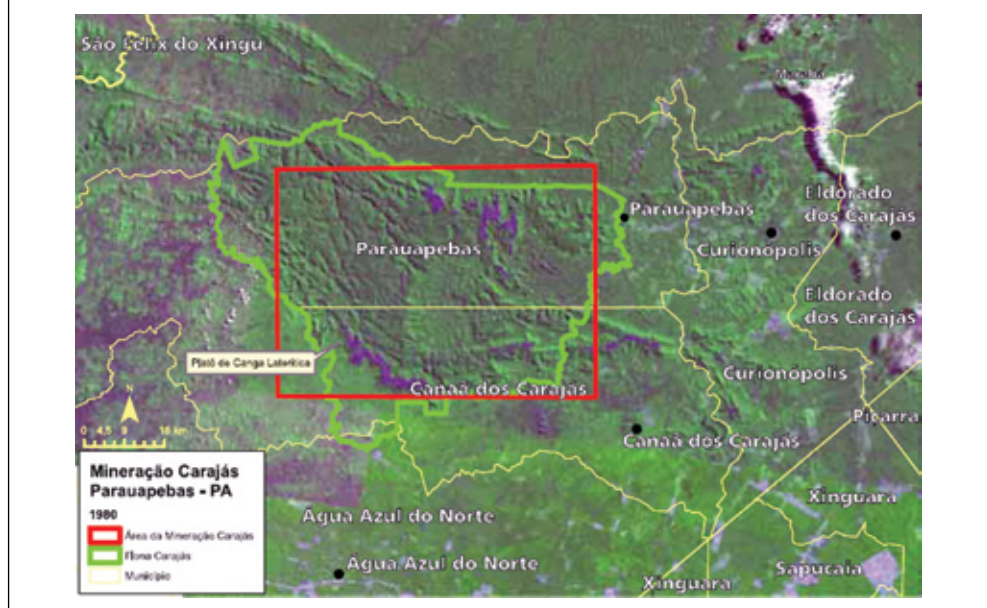 São Félix do Xingu
Marabá
Eldorado
dos Carajás
Parauapebas
Curionópolis
Parauapebas
Eldorado
dos Carajás
Platô de Canga Laterítica
Curionópolis
Canaã dos Carajás
Piçarra
Canaã dos Carajás
N
0 4,5 9 18 km
Mineração Carajás
Parauapebas - PA
1980
Área da Mineração Carajás
Flona Carajás
Município
Xinguara
Água Azul do Norte
Água Azul do Norte
Sapucaia
Xinguara